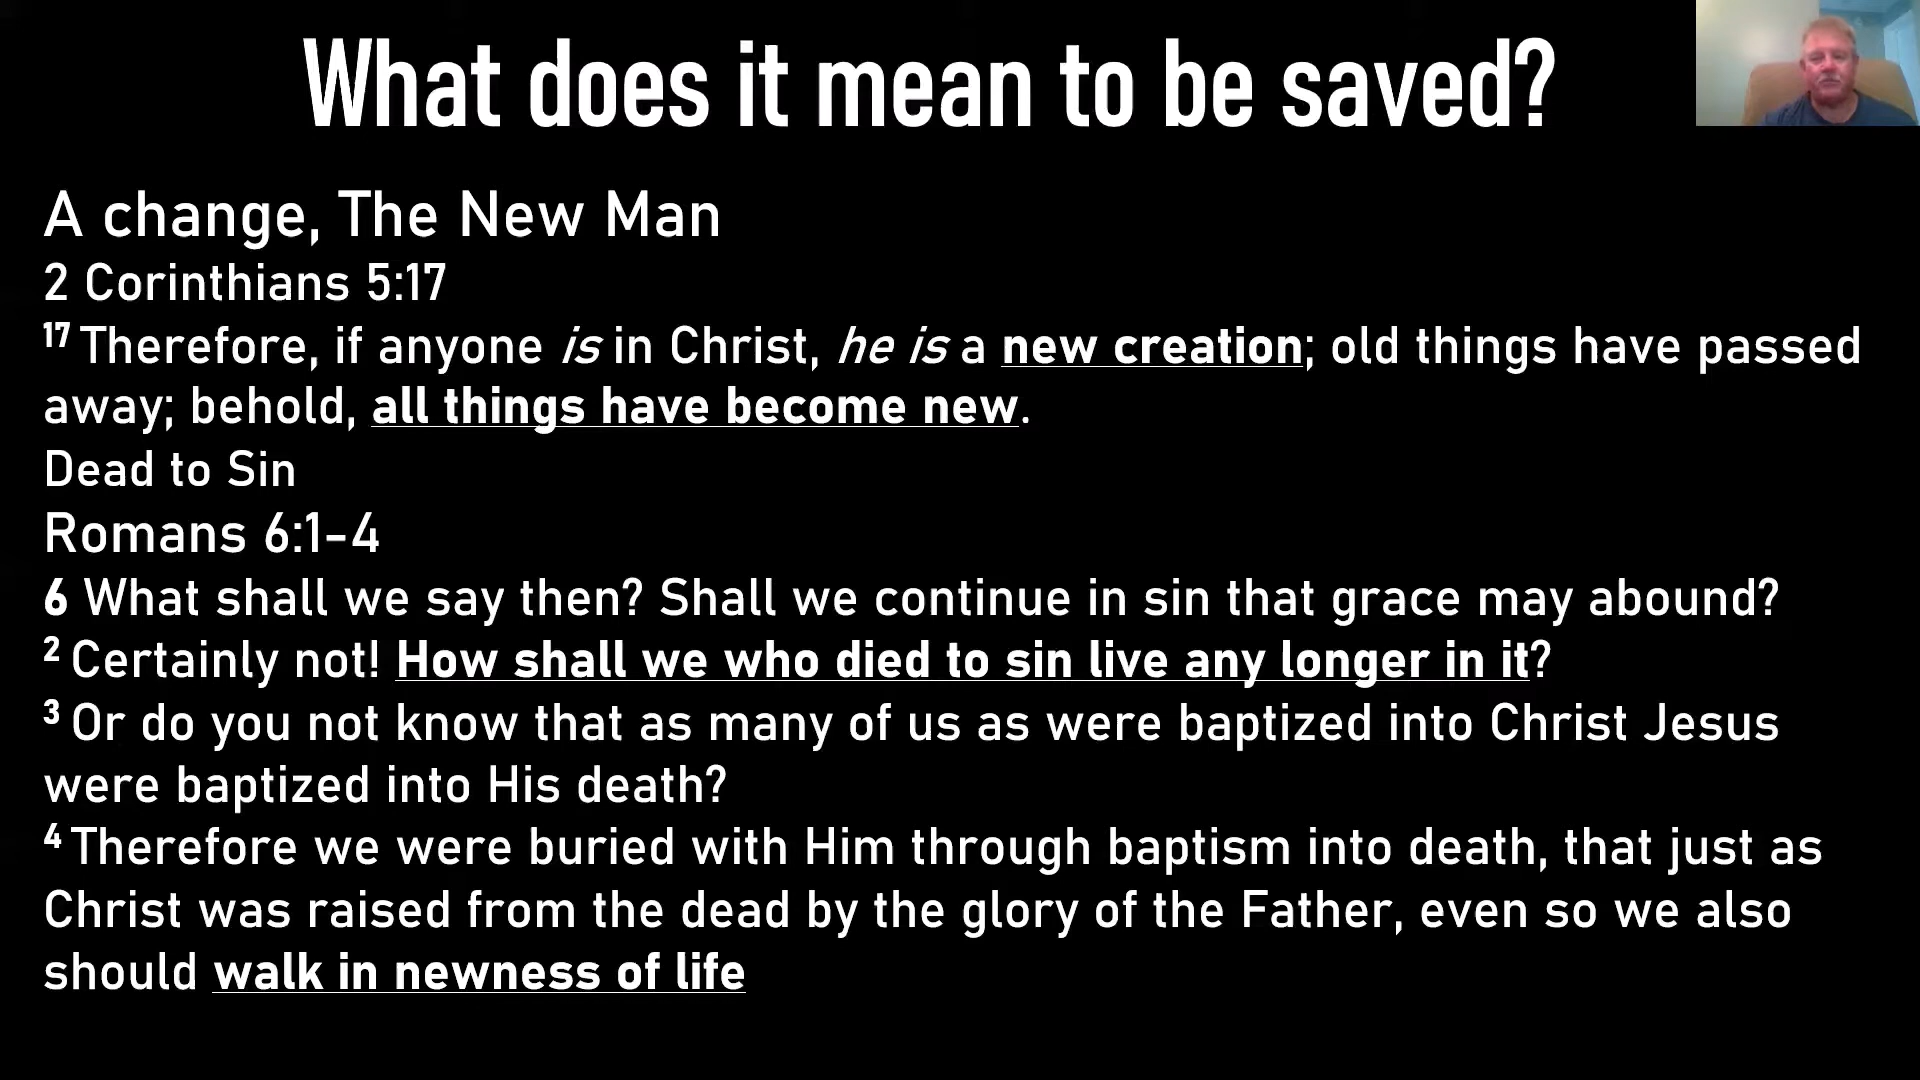 What does it mean to be saved?
A change, The New Man
2 Corinthians 5:17
17 Therefore, if anyone is in Christ, he is a new creation; old things have passed
away; behold, all things have become new.
Dead to Sin
Romans 6:1-4
6 What shall we say then? Shall we continue in sin that grace may abound?
2 Certainly not! How shall we who died to sin live any longer in it?
3 Or do you not know that as many of us as were baptized into Christ Jesus
were baptized into His death?
4 Therefore we were buried with Him through baptism into death, that just as
Christ was raised from the dead by the glory of the Father, even so we also
should walk in newness of life